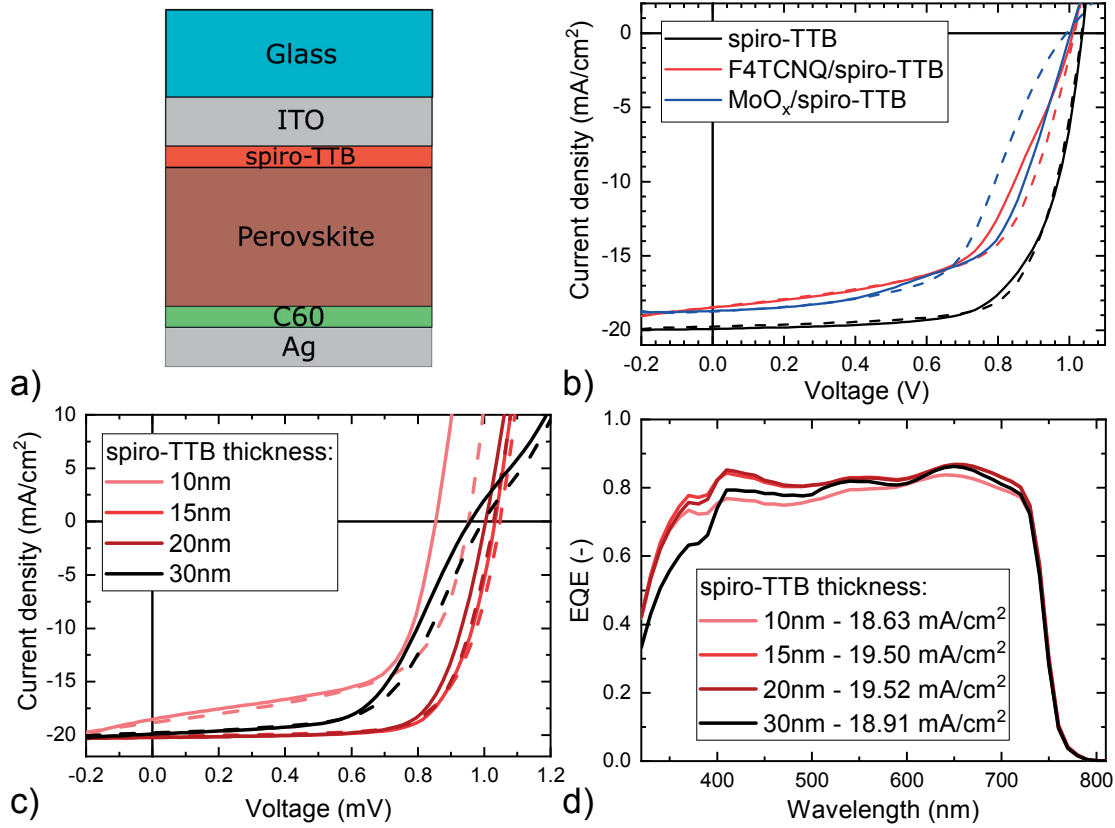 Glass
ITO
spiro-TTB
Perovskite
C60
Ag
a)
spiro-TTB
F4TCNQ/spiro-TTB
MoOₓ/spiro-TTB
0
-5
-10
-15
-20
Current density (mA/cm²)
-0.2 0.0 0.2 0.4 0.6 0.8 1.0
Voltage (V)
b)
spiro-TTB thickness:
10nm
15nm
20nm
30nm
10
5
0
-5
-10
-15
-20
Current density (mA/cm²)
-0.2 0.0 0.2 0.4 0.6 0.8 1.0 1.2
Voltage (mV)
c)
0.8
0.6
0.4
0.2
0.0
EQE (-)
spiro-TTB thickness:
10nm - 18.63 mA/cm²
15nm - 19.50 mA/cm²
20nm - 19.52 mA/cm²
30nm - 18.91 mA/cm²
400 500 600 700 800
Wavelength (nm)
d)